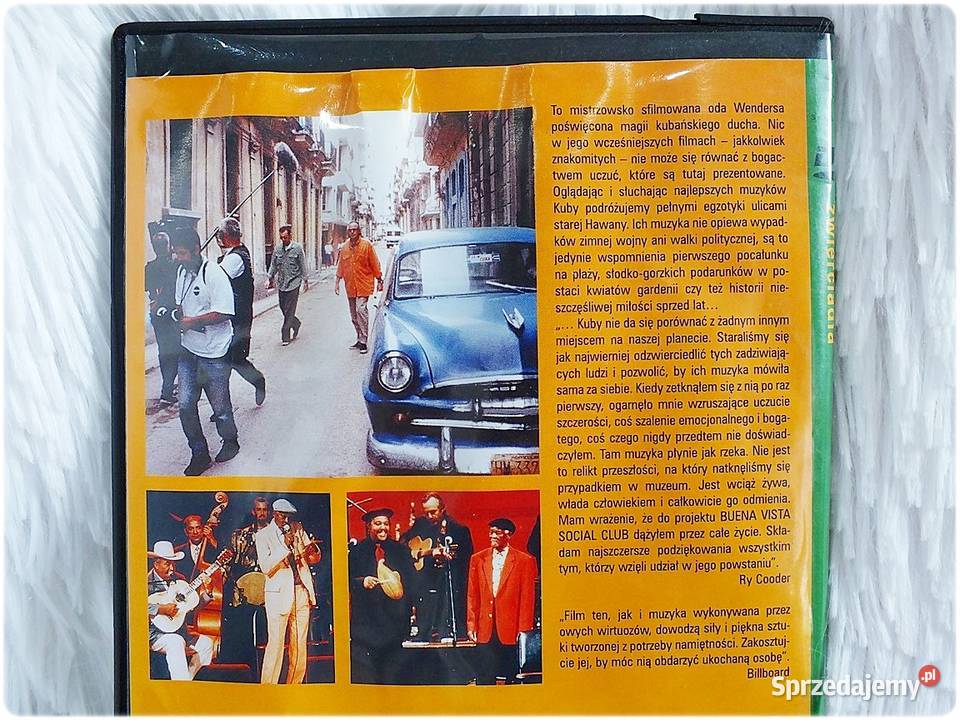 To mistrzowsko sfilmowana oda Wendersa
poświęcona magii kubańskiego ducha. Nic
w jego wcześniejszych filmach – jakkolwiek
znakomitych – nie może się równać z bogac-
twem uczuć, które są tutaj prezentowane.
Oglądając i słuchając najlepszych muzyków
Kuby podróżujemy pełnymi egzotyki ulicami
starej Hawany. Ich muzyka nie opiewa wypad-
ków zimnej wojny ani walki politycznej, są to
jedynie wspomnienia pierwszego pocałunku
na plaży, słodko-gorzkich podarunków w po-
staci kwiatów gardenii czy też historii nie-
szczęśliwej miłości sprzed lat…
„… Kuby nie da się porównać z żadnym innym
miejscem na naszej planecie. Staraliśmy się
jak najwierniej odzwierciedlić tych zadziwiają-
cych ludzi i pozwolić, by ich muzyka mówiła
sama za siebie. Kiedy zetknąłem się z nią po raz
pierwszy, ogarnęło mnie wzruszające uczucie
szczerości, coś szalenie emocjonalnego i boga-
tego, coś czego nigdy przedtem nie doświad-
czyłem. Tam muzyka płynie jak rzeka. Nie jest
to relikt przeszłości, na który natknęliśmy się
przypadkiem w muzeum. Jest wciąż żywa,
włada człowiekiem i całkowicie go odmienia.
Mam wrażenie, że do projektu BUENA VISTA
SOCIAL CLUB dążyłem przez całe życie. Skła-
dam najszczersze podziękowania wszystkim
tym, którzy wzięli udział w jego powstaniu”.
Ry Cooder
„Film ten, jak i muzyka wykonywana przez
owych wirtuozów, dowodzą siły i piękna sztu-
ki tworzonej z potrzeby namiętności. Zakosztuj-
cie jej, by móc nią obdarzyć ukochaną osobę”.
Billboard
zwierciadła
Sprzedajemy.pl